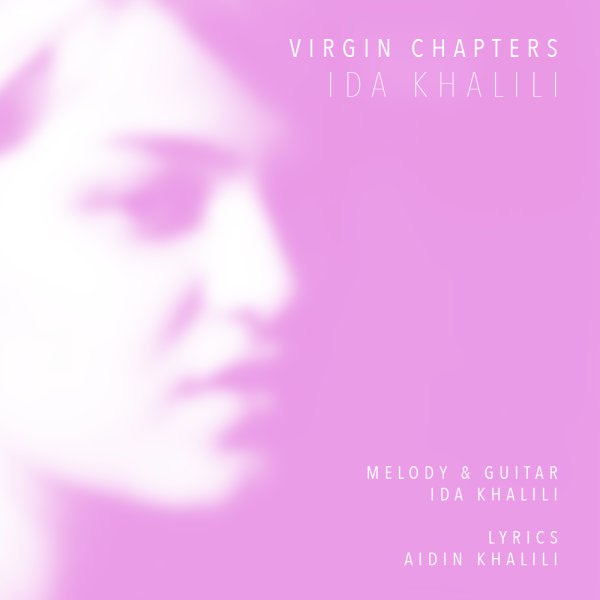 VIRGIN CHAPTERS
IDA KHALILI
MELODY & GUITAR
IDA KHALILI
LYRICS
AIDIN KHALILI